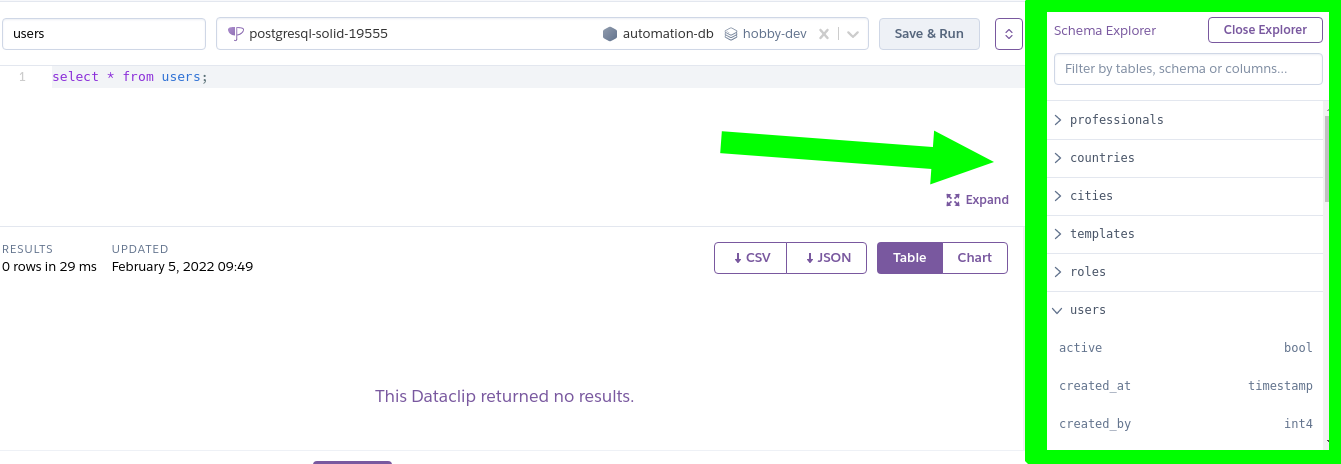 users
postgresql-solid-19555
automation-db
hobby-dev
Save & Run
1 select * from users;
Expand
RESULTS
0 rows in 29 ms
UPDATED
February 5, 2022 09:49
CSV
JSON
Table
Chart
This Dataclip returned no results.
Schema Explorer
Close Explorer
Filter by tables, schema or columns...
professionals
countries
cities
templates
roles
users
active bool
created_at timestamp
created_by int4